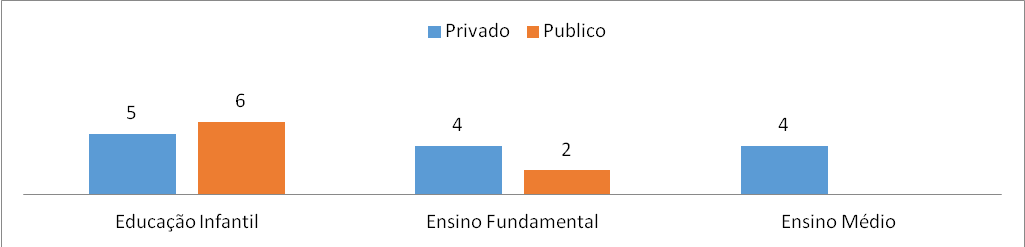 Privado Publico
5 6 4 2 4
Educação Infantil Ensino Fundamental Ensino Médio